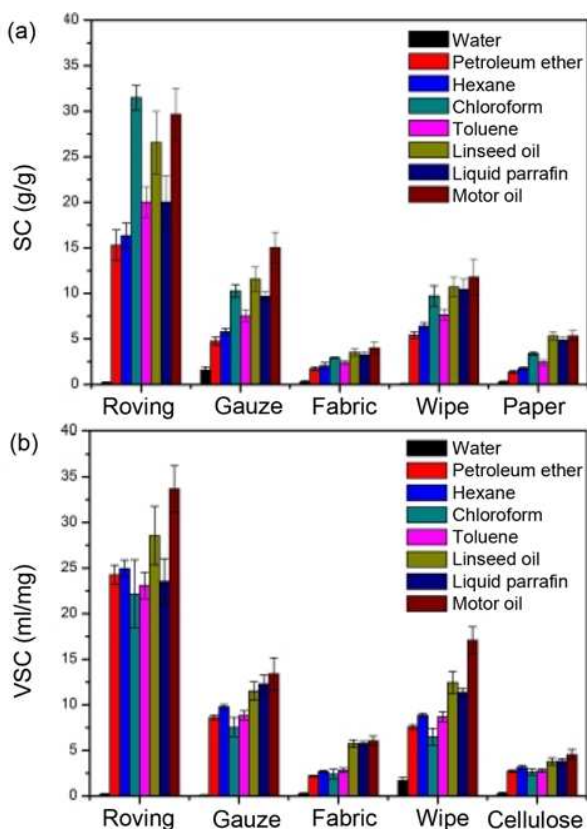 (a)
40
35
30
25
20
15
10
5
0
SC (g/g)
Water
Petroleum ether
Hexane
Chloroform
Toluene
Linseed oil
Liquid parrafin
Motor oil
Roving Gauze Fabric Wipe Paper
(b)
40
35
30
25
20
15
10
5
0
VSC (ml/mg)
Water
Petroleum ether
Hexane
Chloroform
Toluene
Linseed oil
Liquid parrafin
Motor oil
Roving Gauze Fabric Wipe Cellulose